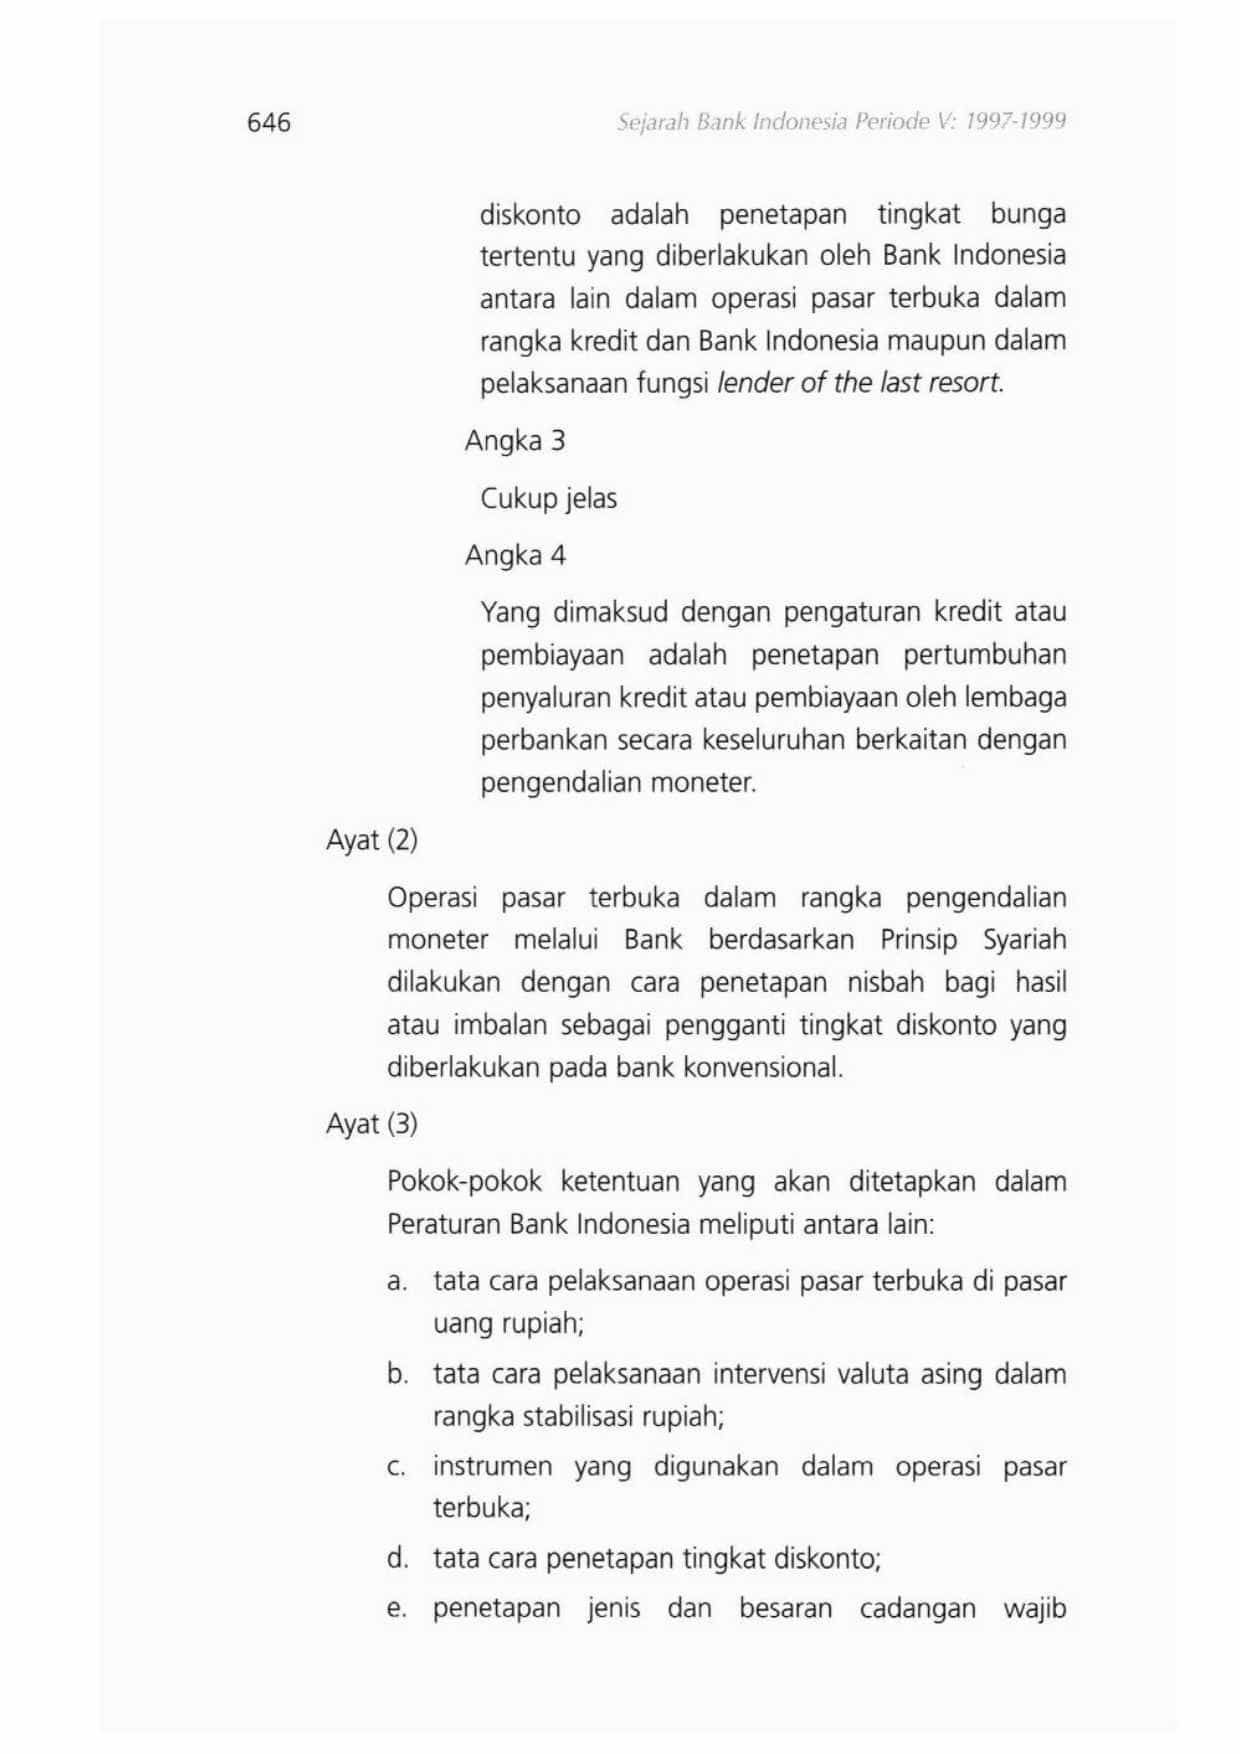 646
Sejarah Bank Indonesia Periode V: 1997-1999
diskonto adalah penetapan tingkat bunga
tertentu yang diberlakukan oleh Bank Indonesia
antara lain dalam operasi pasar terbuka dalam
rangka kredit dan Bank Indonesia maupun dalam
pelaksanaan fungsi lender of the last resort.
Angka 3
Cukup jelas
Angka 4
Yang dimaksud dengan pengaturan kredit atau
pembiayaan adalah penetapan pertumbuhan
penyaluran kredit atau pembiayaan oleh lembaga
perbankan secara keseluruhan berkaitan dengan
pengendalian moneter.
Ayat (2)
Operasi pasar terbuka dalam rangka pengendalian
moneter melalui Bank berdasarkan Prinsip Syariah
dilakukan dengan cara penetapan nisbah bagi hasil
atau imbalan sebagai pengganti tingkat diskonto yang
diberlakukan pada bank konvensional.
Ayat (3)
Pokok-pokok ketentuan yang akan ditetapkan dalam
Peraturan Bank Indonesia meliputi antara lain:
a. tata cara pelaksanaan operasi pasar terbuka di pasar
uang rupiah;
b. tata cara pelaksanaan intervensi valuta asing dalam
rangka stabilisasi rupiah;
c. instrumen yang digunakan dalam operasi pasar
terbuka;
d. tata cara penetapan tingkat diskonto;
e. penetapan jenis dan besaran cadangan wajib